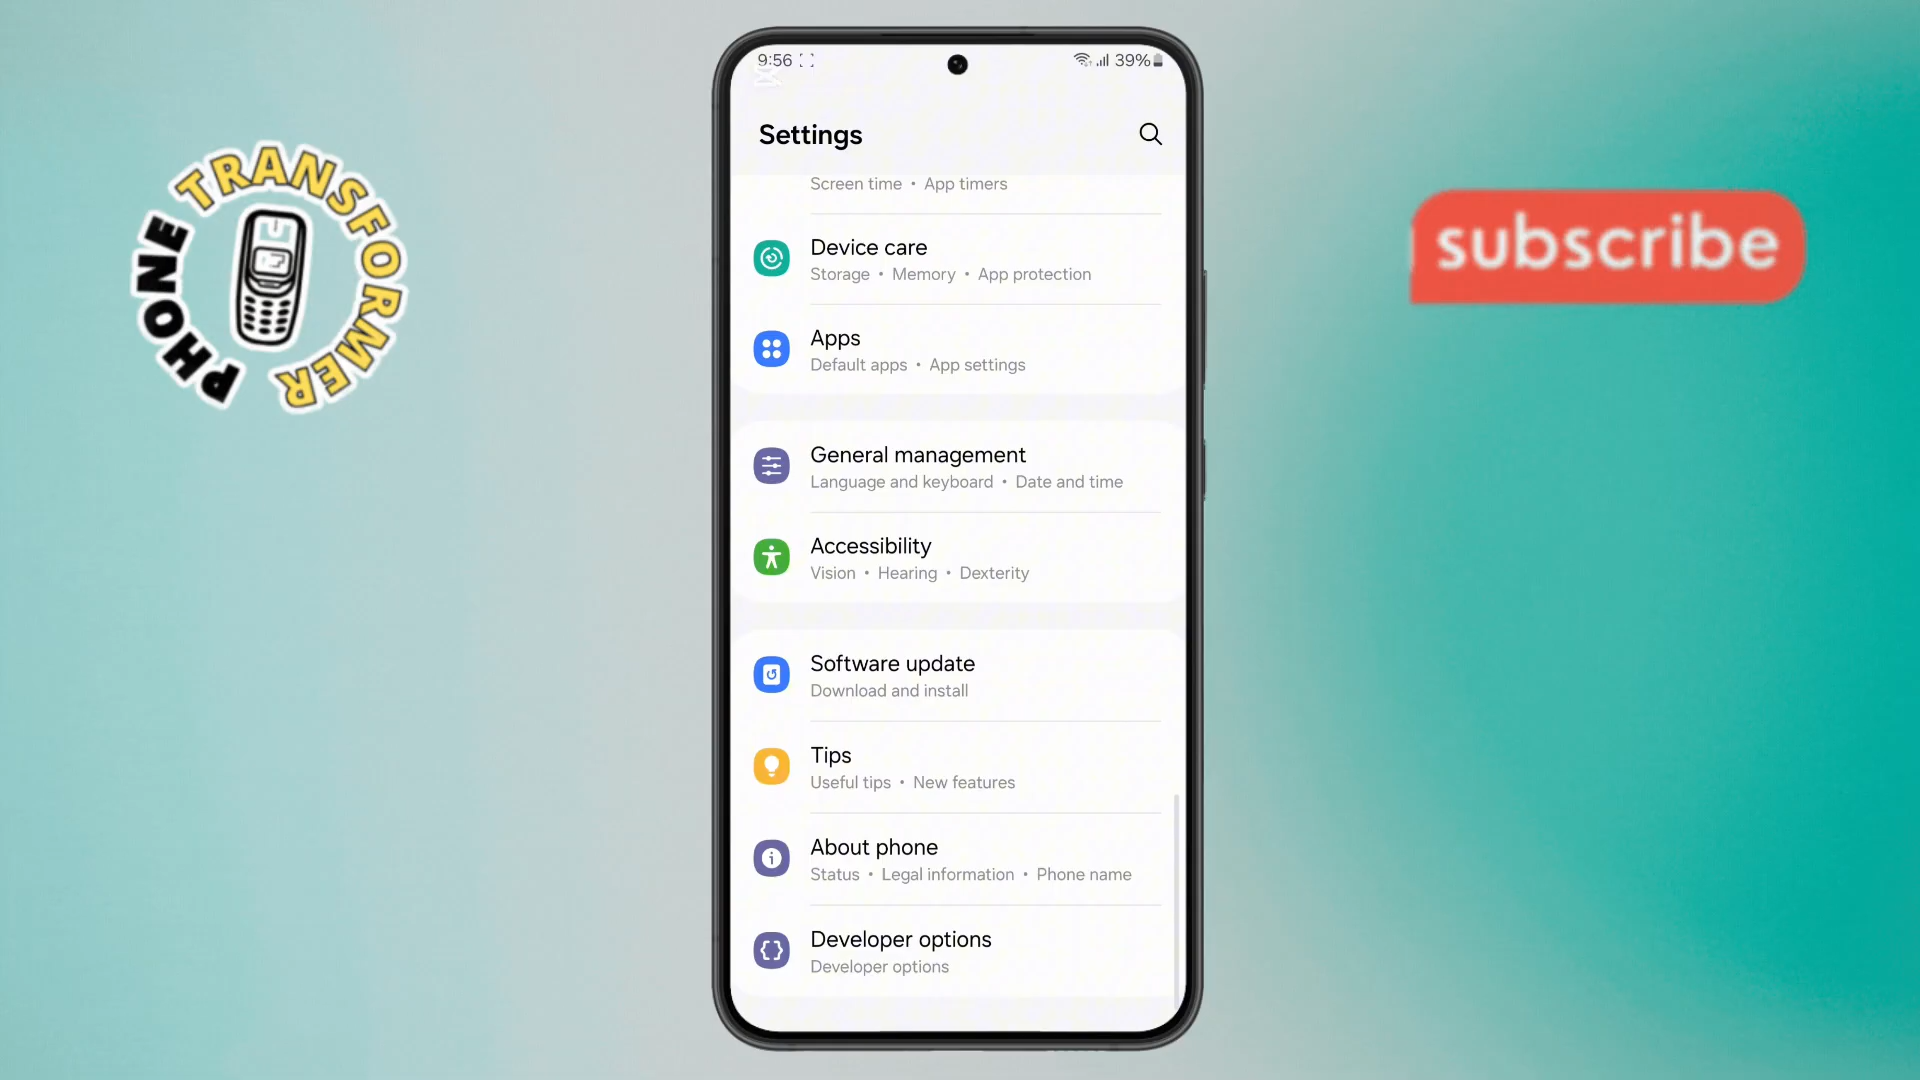 PHONE TRANSFORMER
9:56
39%
Settings
Screen time • App timers
Device care
Storage • Memory • App protection
Apps
Default apps • App settings
General management
Language and keyboard • Date and time
Accessibility
Vision • Hearing • Dexterity
Software update
Download and install
Tips
Useful tips • New features
About phone
Status • Legal information • Phone name
Developer options
Developer options
subscribe